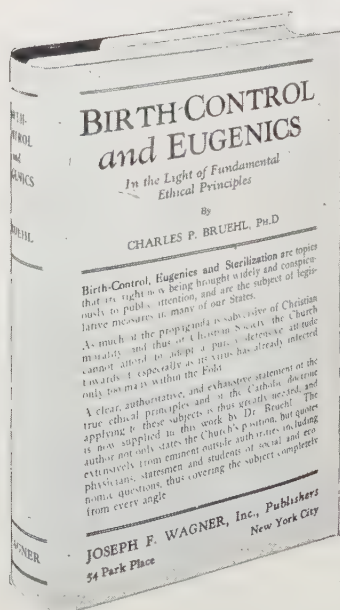 BIRTH-
CONTROL
and
EUGENICS
BRUEHL
WAGNER
BIRTH-CONTROL
and EUGENICS
In the Light of Fundamental
Ethical Principles
By
CHARLES P. BRUEHL, PH.D
Birth-Control, Eugenics and Sterilization are topics
that are right now being brought widely and conspicu-
ously to public attention, and are the subject of legis-
lative measures in many of our States.
As much of the propaganda is subversive of Christian
morality and thus of Christian Society, the Church
cannot afford to adopt a purely defensive attitude
towards it, especially as its virus has already infected
only too many within the Fold.
A clear, authoritative, and exhaustive statement of the
true ethical principles and of the Catholic doctrine
applying to these subjects is thus greatly needed, and
is now supplied in this work by Dr. Bruehl. The
author not only states the Church's position, but quotes
extensively from eminent outside authorities including
physicians, statesmen and students of social and eco-
nomic questions, thus covering the subject completely
from every angle
JOSEPH F. WAGNER, Inc., Publishers
54 Park Place New York City